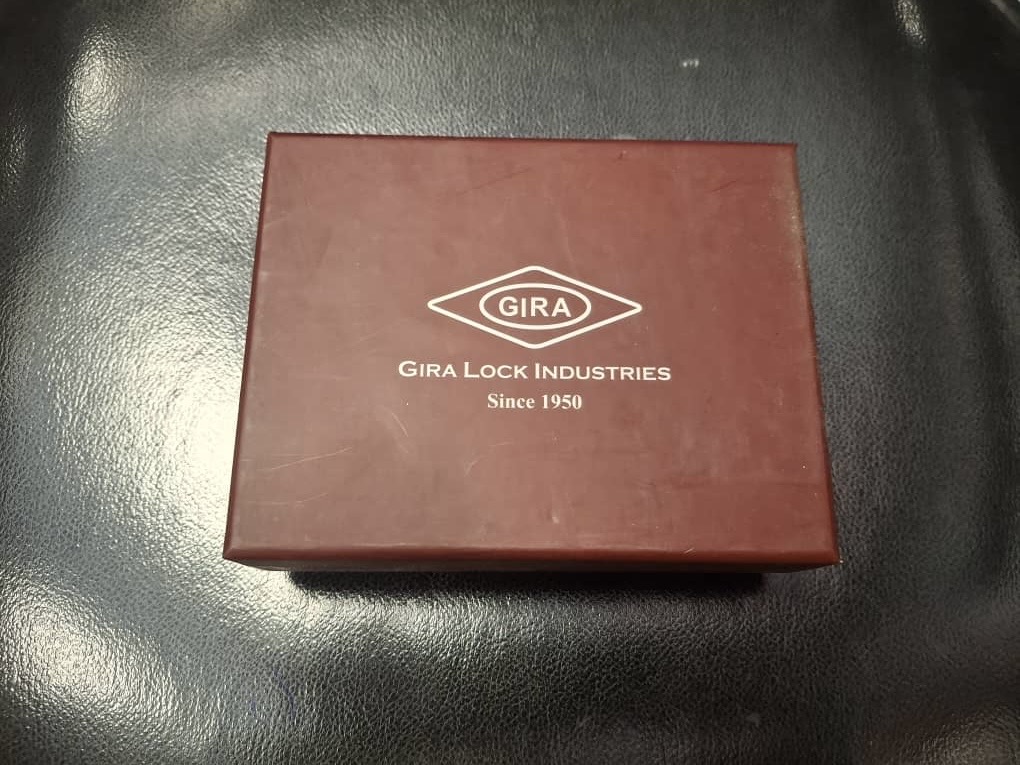 GIRA
Gira Lock Industries
Since 1950